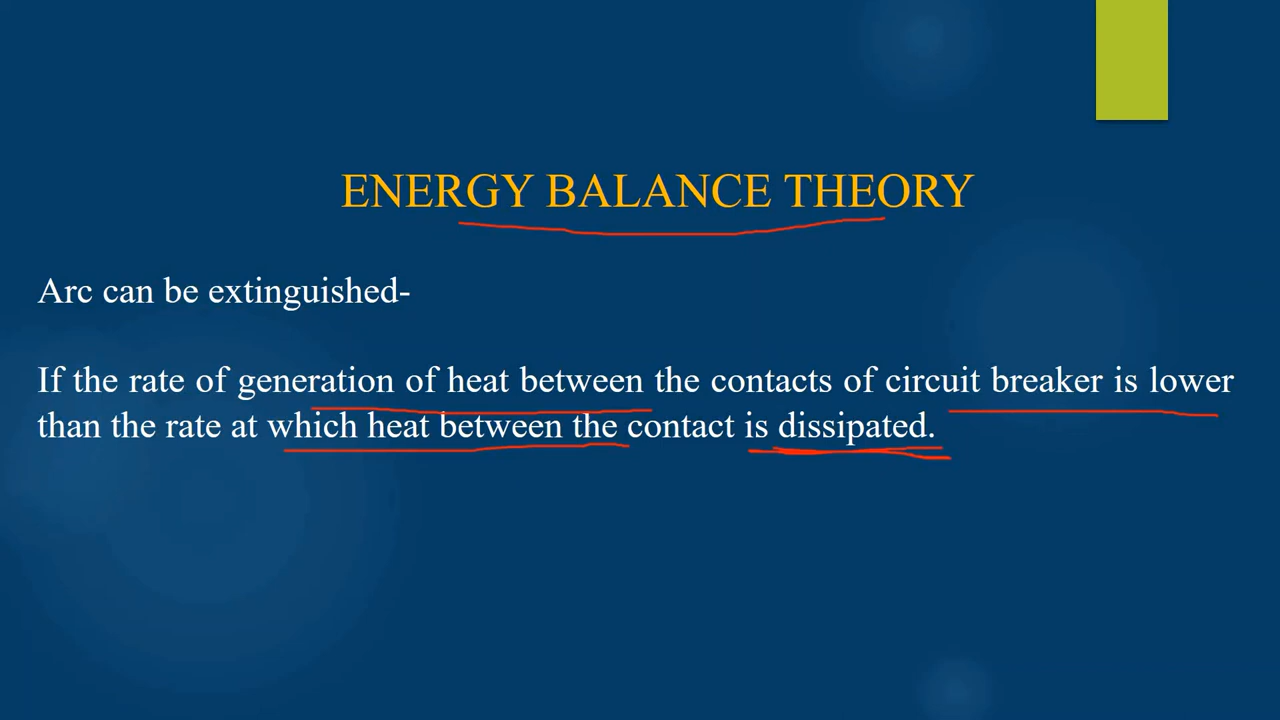 ENERGY BALANCE THEORY
Arc can be extinguished-
If the rate of generation of heat between the contacts of circuit breaker is lower
than the rate at which heat between the contact is dissipated.